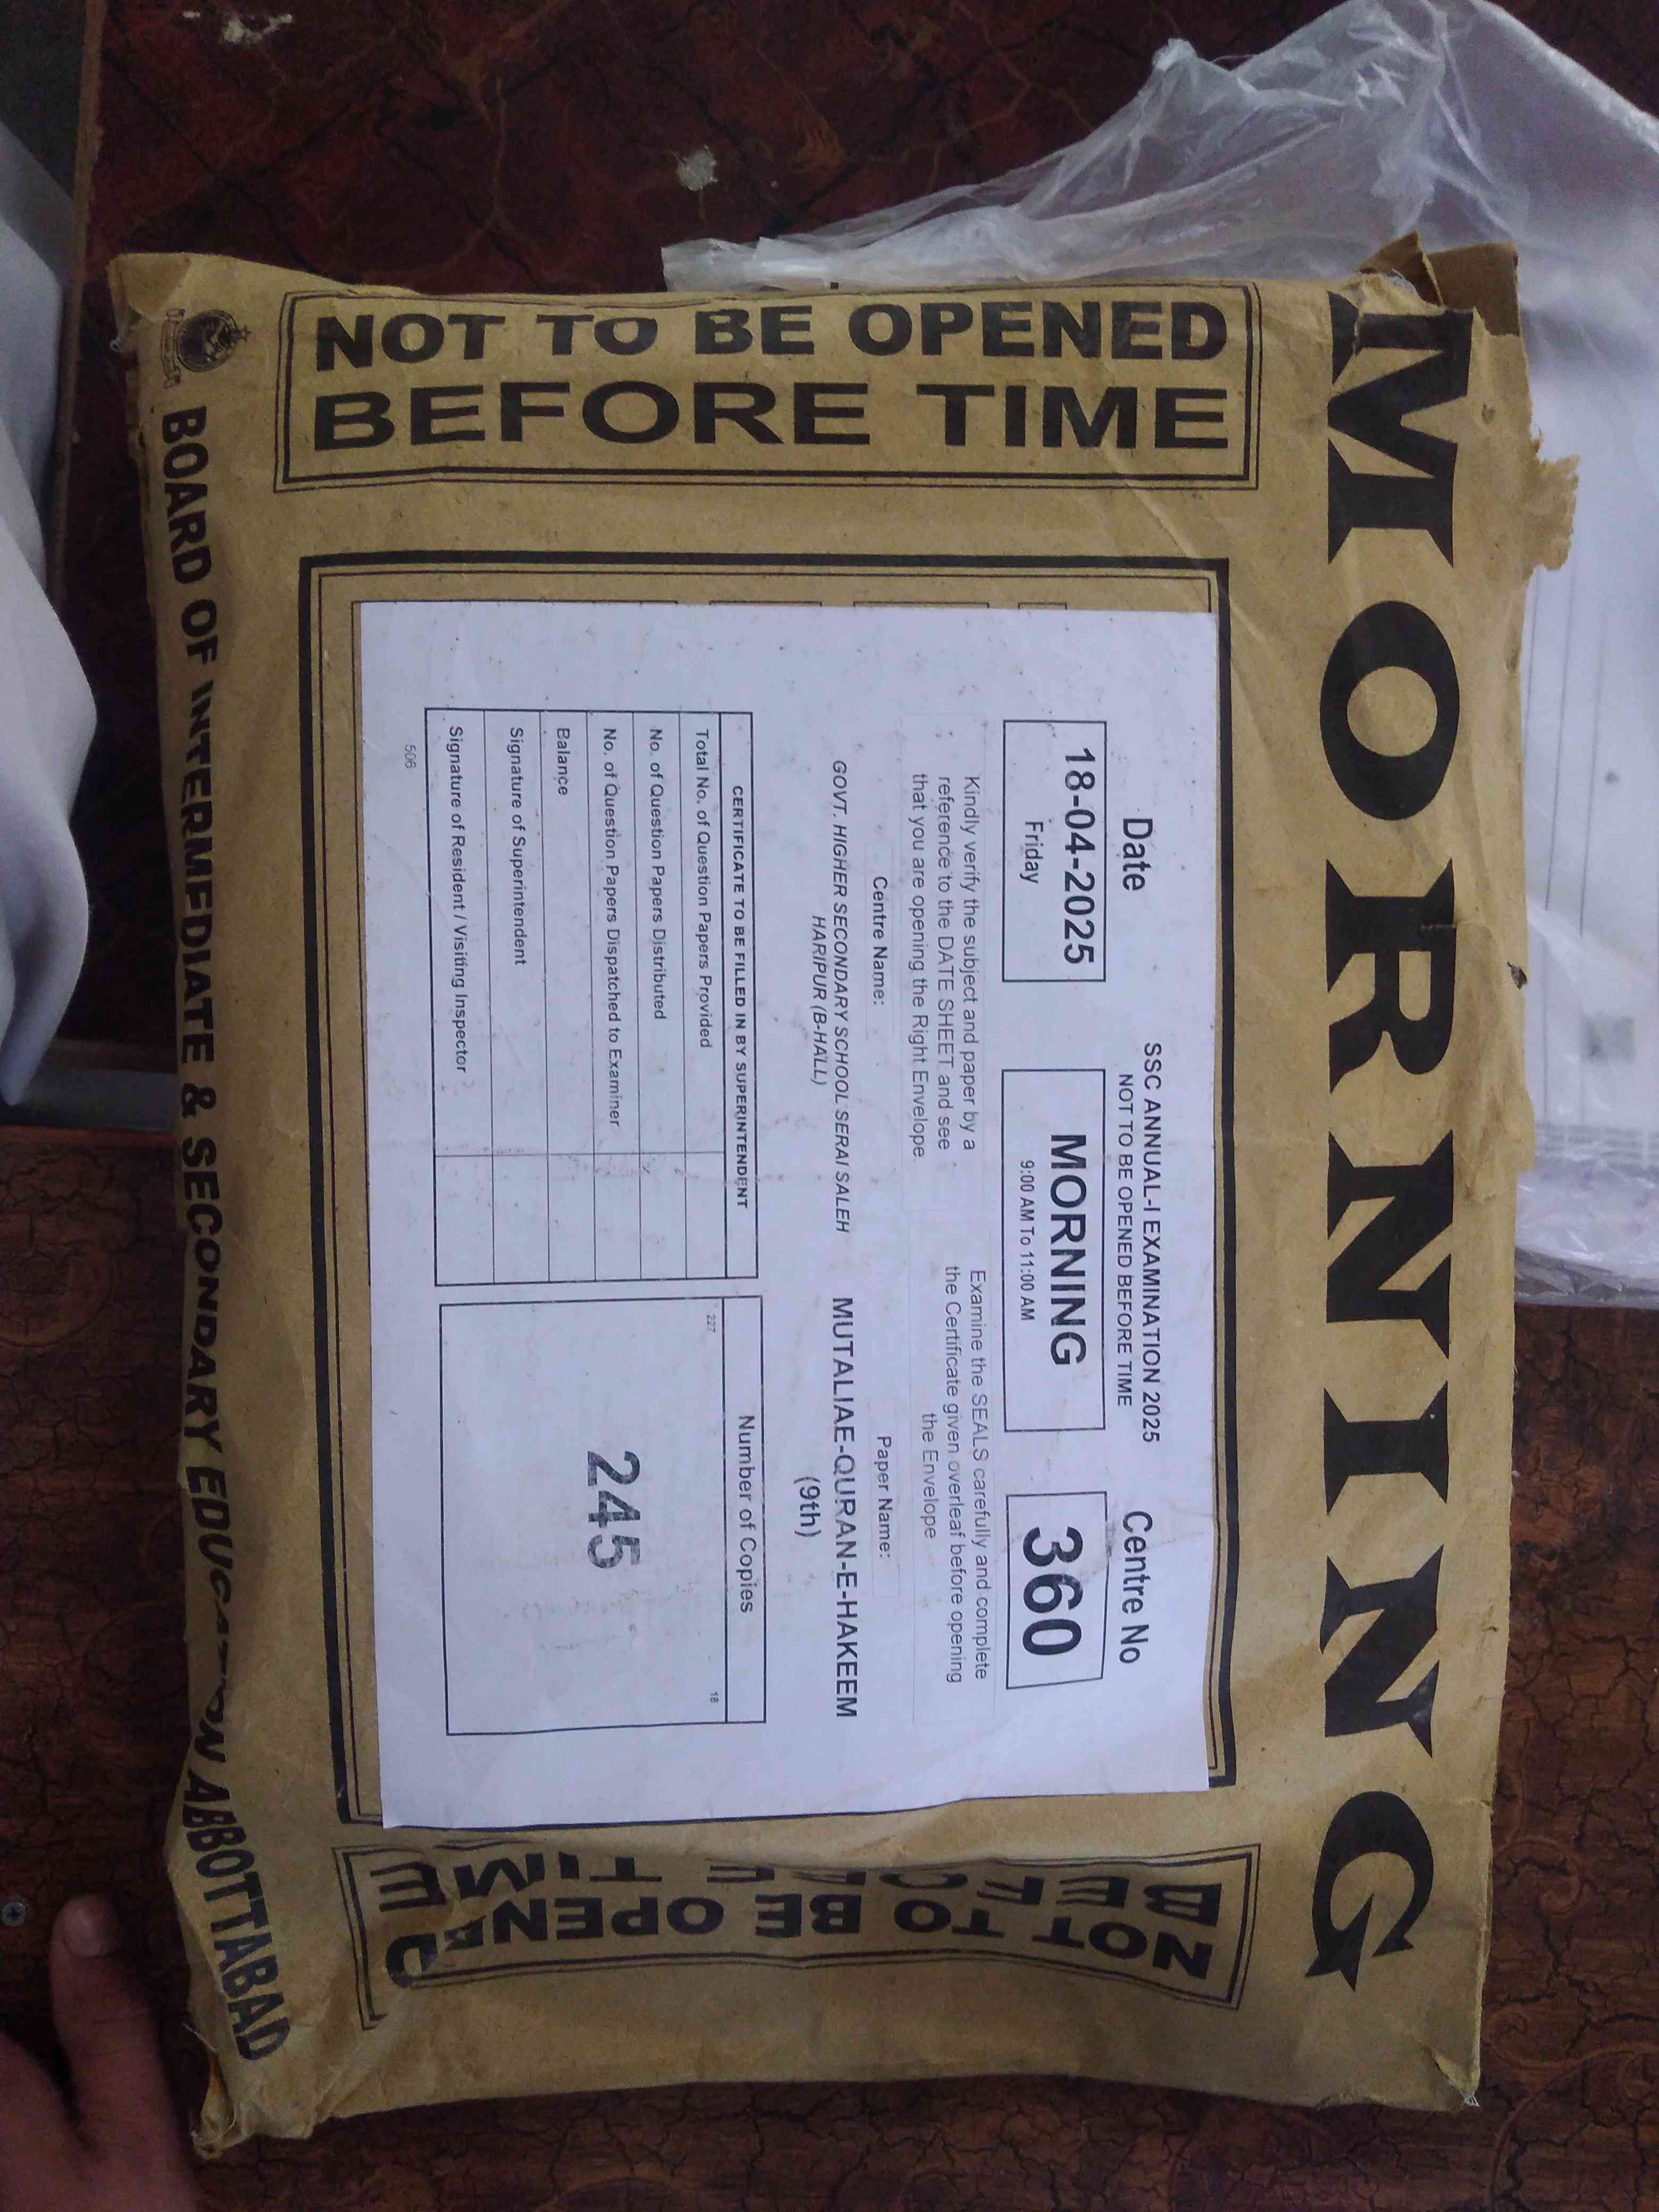 MORNING
NOT TO BE OPENED
BEFORE TIME
Date
18-04-2025
Friday
SSC ANNUAL-I EXAMINATION 2025
NOT TO BE OPENED BEFORE TIME
MORNING
9:00 AM To 11:00 AM
Centre No
360
Kindly verify the subject and paper by a
reference to the DATE SHEET and see
that you are opening the Right Envelope.
Examine the SEALS carefully and complete
the Certificate given overleaf before opening
the Envelope
Centre Name:
GOVT. HIGHER SECONDARY SCHOOL SERAI SALEH
HARIPUR (B-HALL)
Paper Name:
MUTALIAE-QURAN-E-HAKEEM
(9th)
CERTIFICATE TO BE FILLED IN BY SUPERINTENDENT
Total No. of Question Papers Provided
No. of Question Papers Distributed
No. of Question Papers Dispatched to Examiner
Balance
Signature of Superintendent
Signature of Resident / Visiting Inspector
506
Number of Copies
227
18
245
NOT TO BE OPENED
BEFORE TIME
BOARD OF INTERMEDIATE & SECONDARY EDUCATION ABBOTTABAD